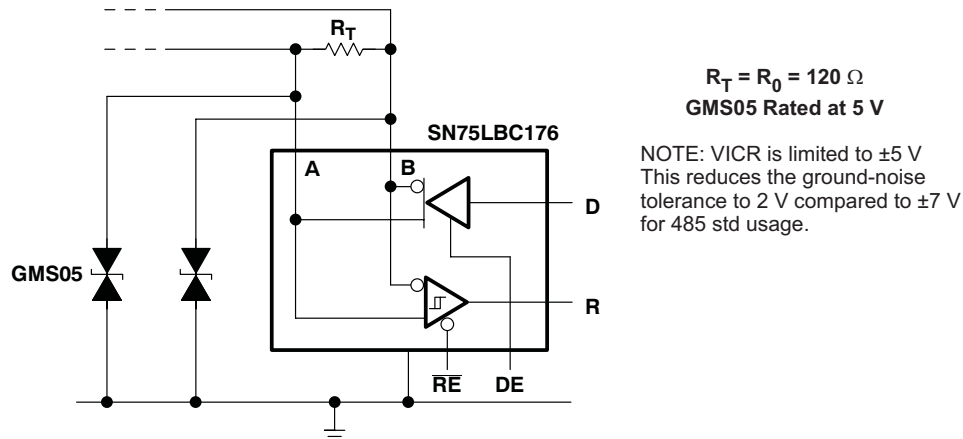 R_T
R_T = R_0 = 120 Ω
GMS05 Rated at 5 V
SN75LBC176
NOTE: VICR is limited to ±5 V
This reduces the ground-noise
tolerance to 2 V compared to ±7 V
for 485 std usage.
A
B
D
GMS05
R
R̅E̅
DE